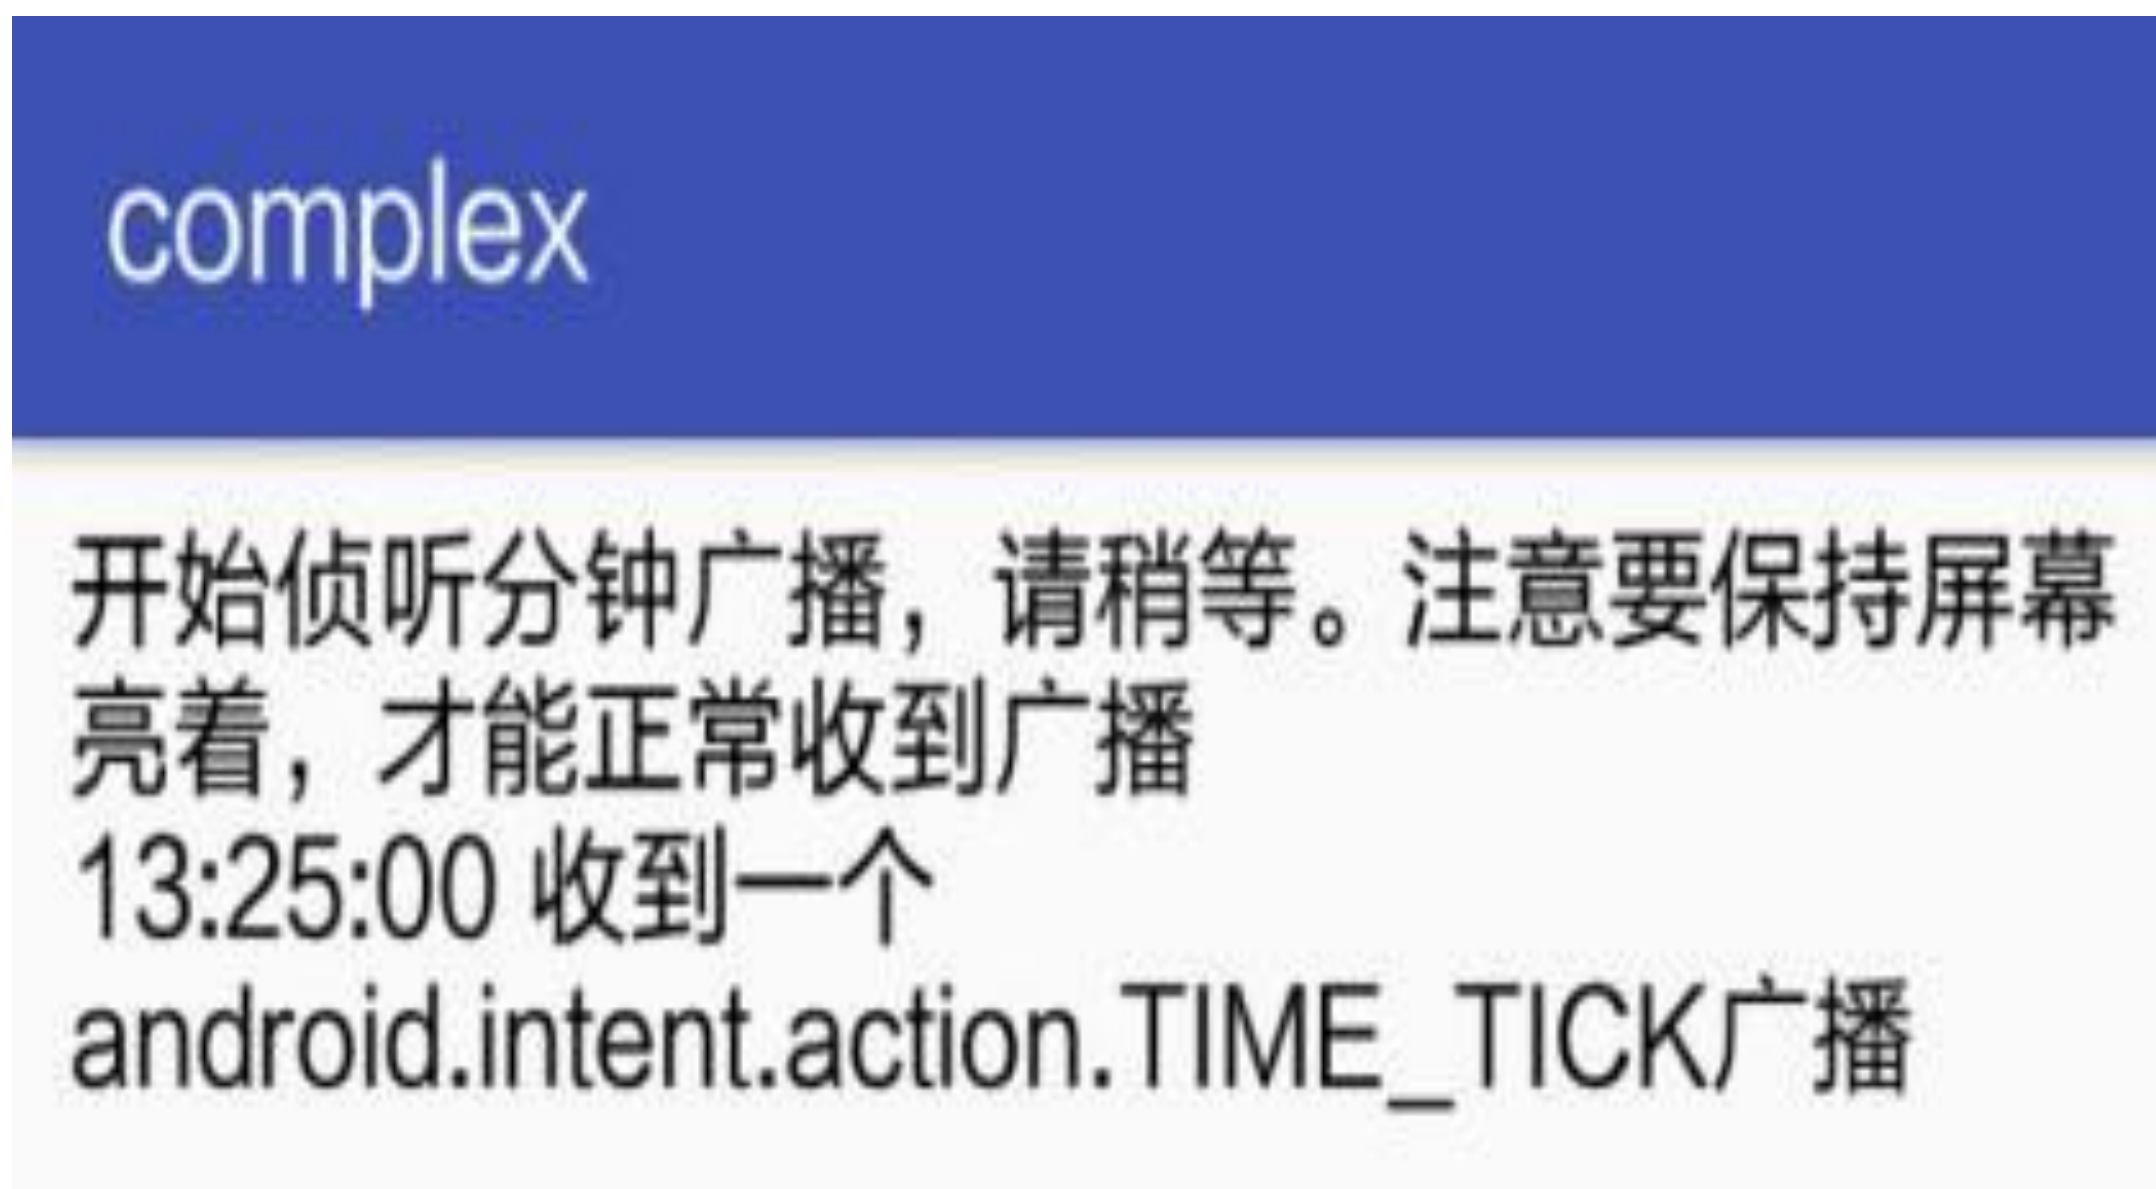 complex
开始侦听分钟广播，请稍等。注意要保持屏幕
亮着，才能正常收到广播
13:25:00 收到一个
android.intent.action.TIME_TICK广播